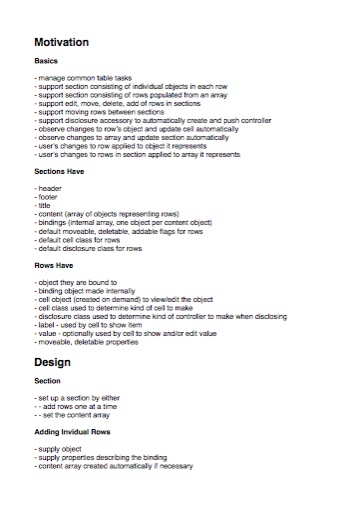 Motivation
Basics
- manage common table tasks
- support section consisting of individual objects in each row
- support section consisting of rows populated from an array
- support edit, move, delete, add of rows in sections
- support moving rows between sections
- support disclosure accessory to automatically create and push controller
- observe changes to row's object and update cell automatically
- observe changes to array and update section automatically
- user's changes to row applied to object it represents
- user's changes to rows in section applied to array it represents
Sections Have
- header
- footer
- title
- content (array of objects representing rows)
- bindings (internal array, one object per content object)
- default moveable, deletable, addable flags for rows
- default cell class for rows
- default disclosure class for rows
Rows Have
- object they are bound to
- binding object made internally
- cell object (created on demand) to view/edit the object
- cell class used to determine kind of cell to make
- disclosure class used to determine kind of controller to make when disclosing
- label - used by cell to show item
- value - optionally used by cell to show and/or edit value
- moveable, deletable properties
Design
Section
- set up a section by either
- - add rows one at a time
- - set the content array
Adding Invidual Rows
- supply object
- supply properties describing the binding
- content array created automatically if necessary